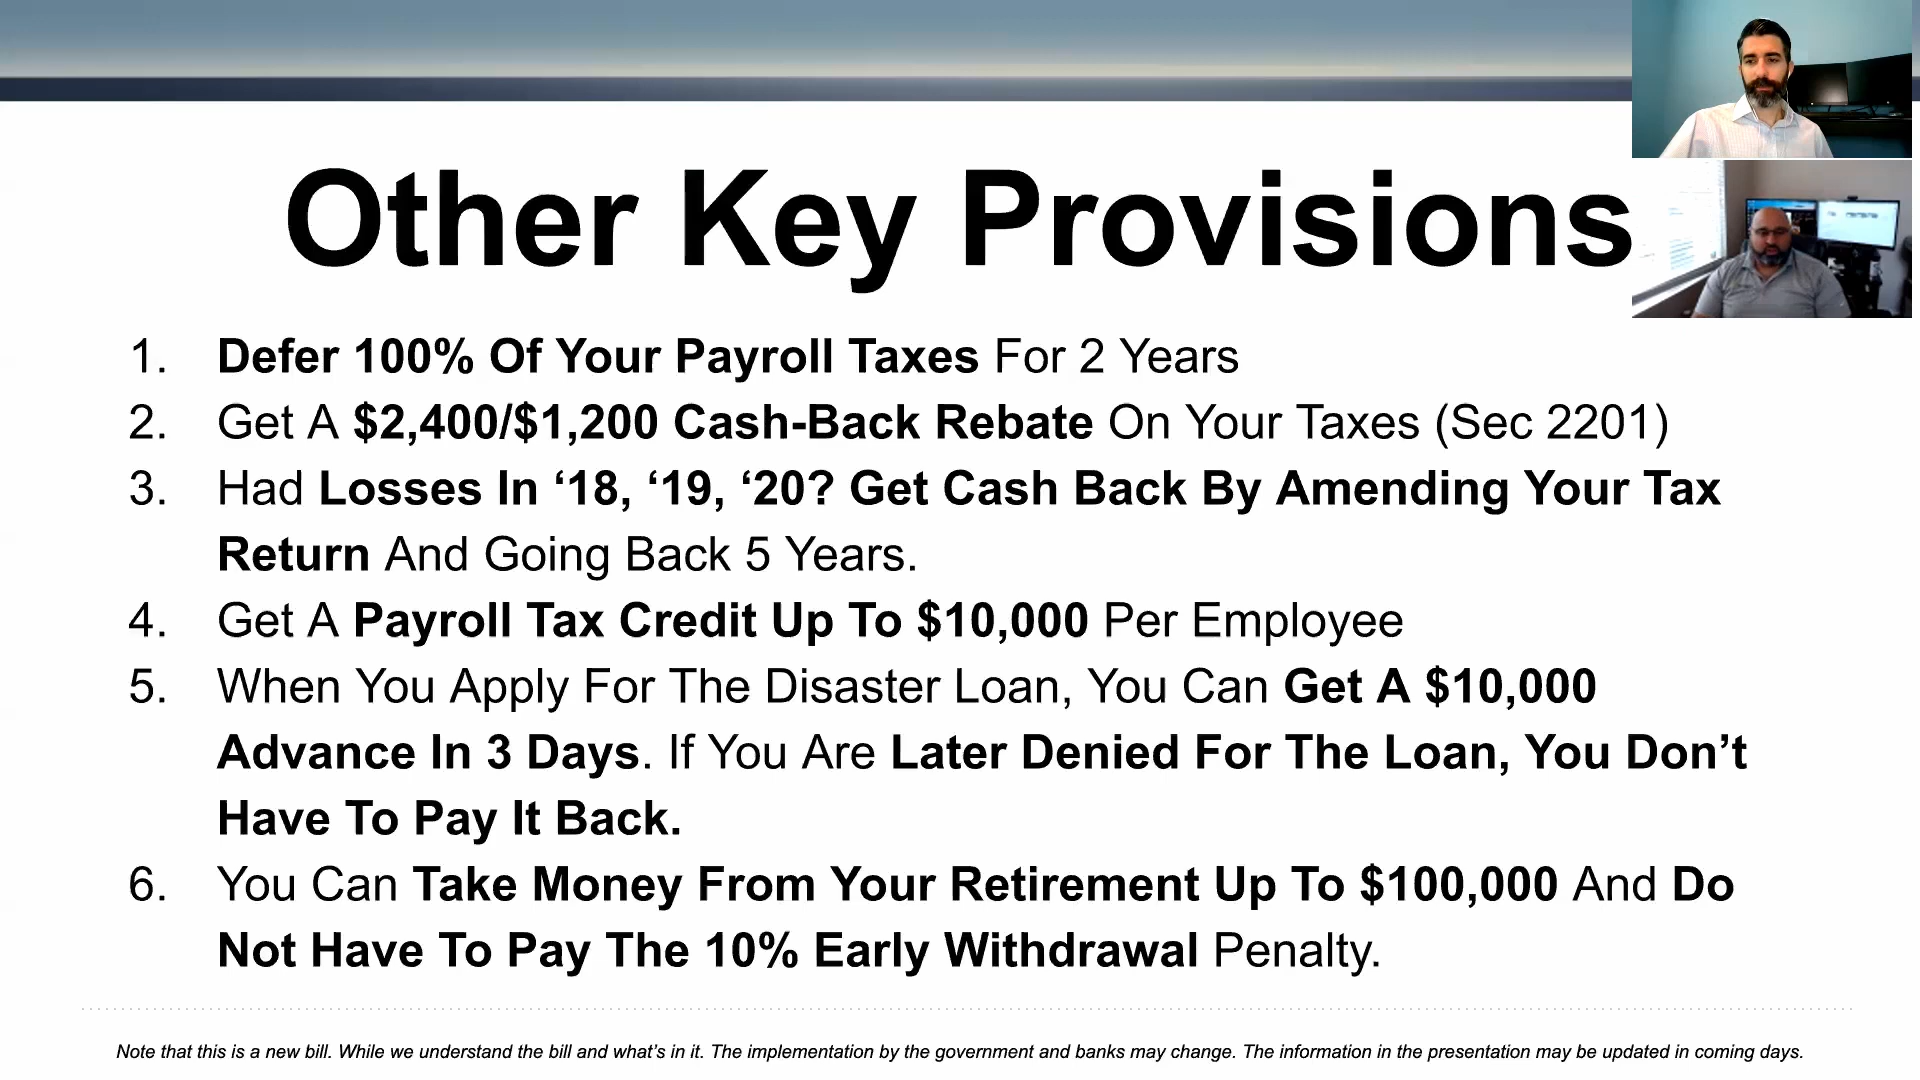 Other Key Provisions
1. Defer 100% Of Your Payroll Taxes For 2 Years
2. Get A $2,400/$1,200 Cash-Back Rebate On Your Taxes (Sec 2201)
3. Had Losses In ‘18, ‘19, ‘20? Get Cash Back By Amending Your Tax
Return And Going Back 5 Years.
4. Get A Payroll Tax Credit Up To $10,000 Per Employee
5. When You Apply For The Disaster Loan, You Can Get A $10,000
Advance In 3 Days. If You Are Later Denied For The Loan, You Don’t
Have To Pay It Back.
6. You Can Take Money From Your Retirement Up To $100,000 And Do
Not Have To Pay The 10% Early Withdrawal Penalty.
Note that this is a new bill. While we understand the bill and what’s in it. The implementation by the government and banks may change. The information in the presentation may be updated in coming days.